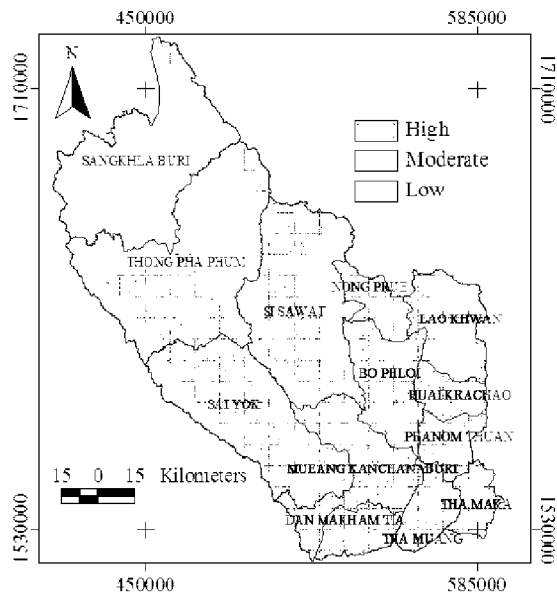 450000
585000
1710000
1710000
N
High
Moderate
Low
SANGKHLA BURI
THONG PHA PHUM
NONG PRUE
SI SAWAT
LAO KHWAN
BO PHLOI
HUAI KRACHAO
SAI YOK
PHANOM THUAN
MUEANG KANCHANABURI
15 0 15 Kilometers
THA MAKA
DAN MAKHAM TIA
THA MUANG
1530000
1530000
450000
585000